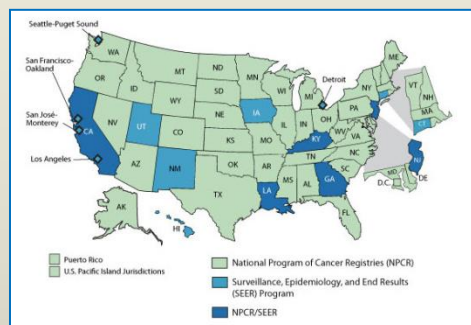 Seattle-Puget Sound
San Francisco-
Oakland
San José-
Monterey
Los Angeles
Detroit
WA
OR
CA
NV
ID
MT
WY
UT
AZ
CO
NM
ND
SD
NE
KS
OK
TX
MN
IA
MO
AR
LA
WI
IL
MS
MI
IN
KY
TN
AL
OH
WV
VA
NC
SC
GA
FL
PA
NY
ME
VT
NH
MA
CT
NJ
DE
MD
D.C.
AK
HI
Puerto Rico
U.S. Pacific Island Jurisdictions
National Program of Cancer Registries (NPCR)
Surveillance, Epidemiology, and End Results
(SEER) Program
NPCR/SEER